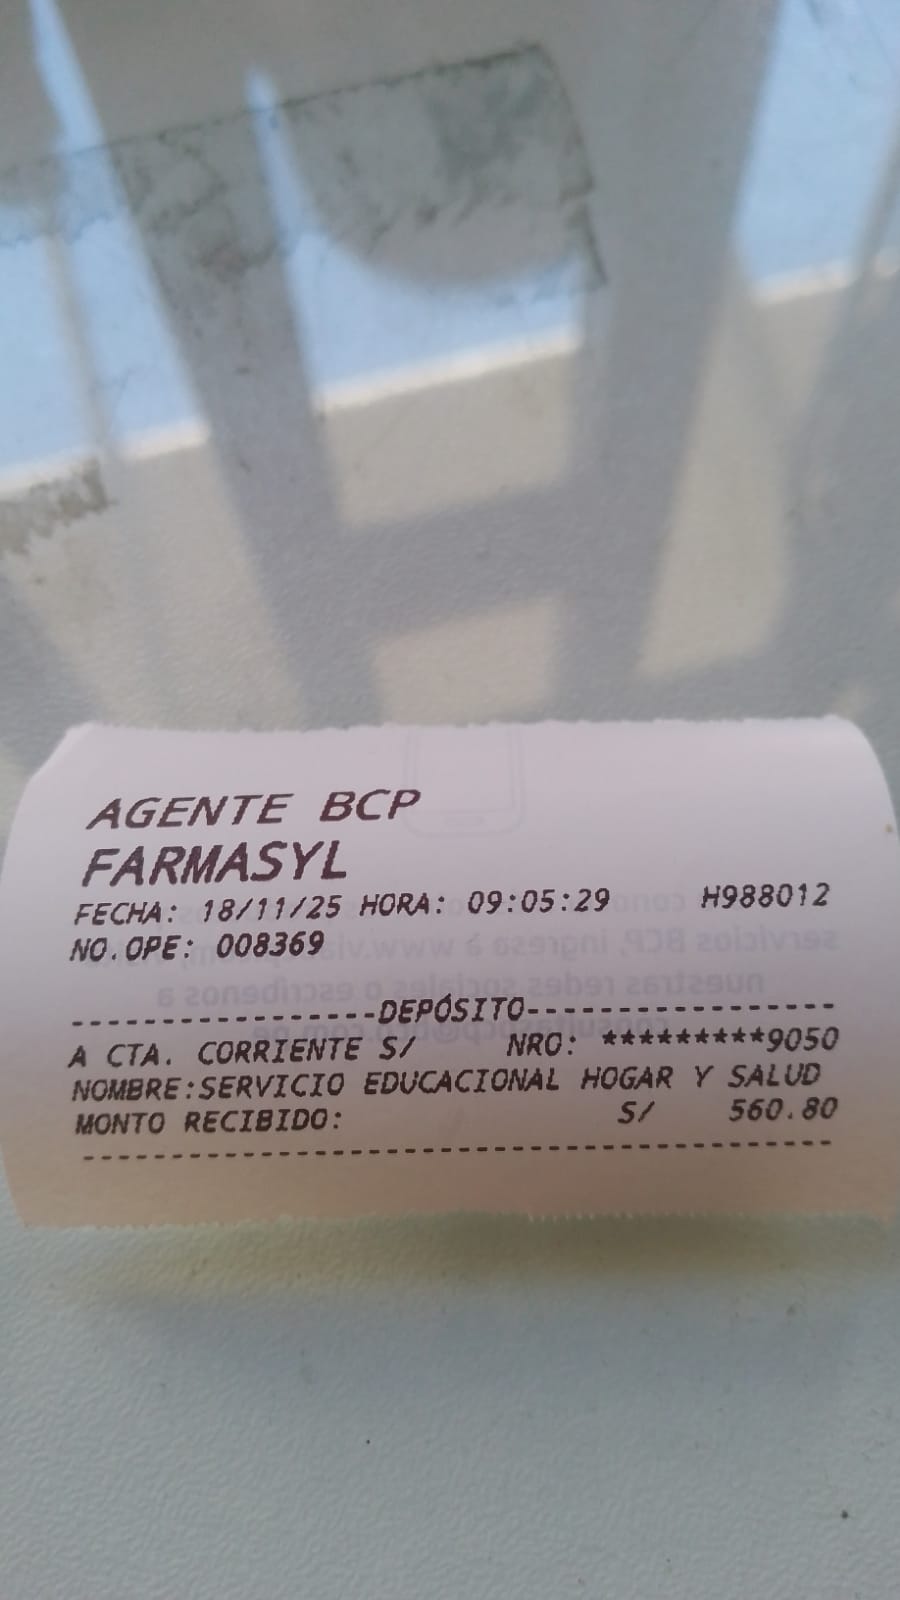 AGENTE BCP
FARMASYL
FECHA: 18/11/25 HORA: 09:05:29 H988012
NO.OPE: 008369
-----------------DEPÓSITO-----------------
A CTA. CORRIENTE S/ NRO: *********9050
NOMBRE:SERVICIO EDUCACIONAL HOGAR Y SALUD
MONTO RECIBIDO: S/ 560.80
------------------------------------------